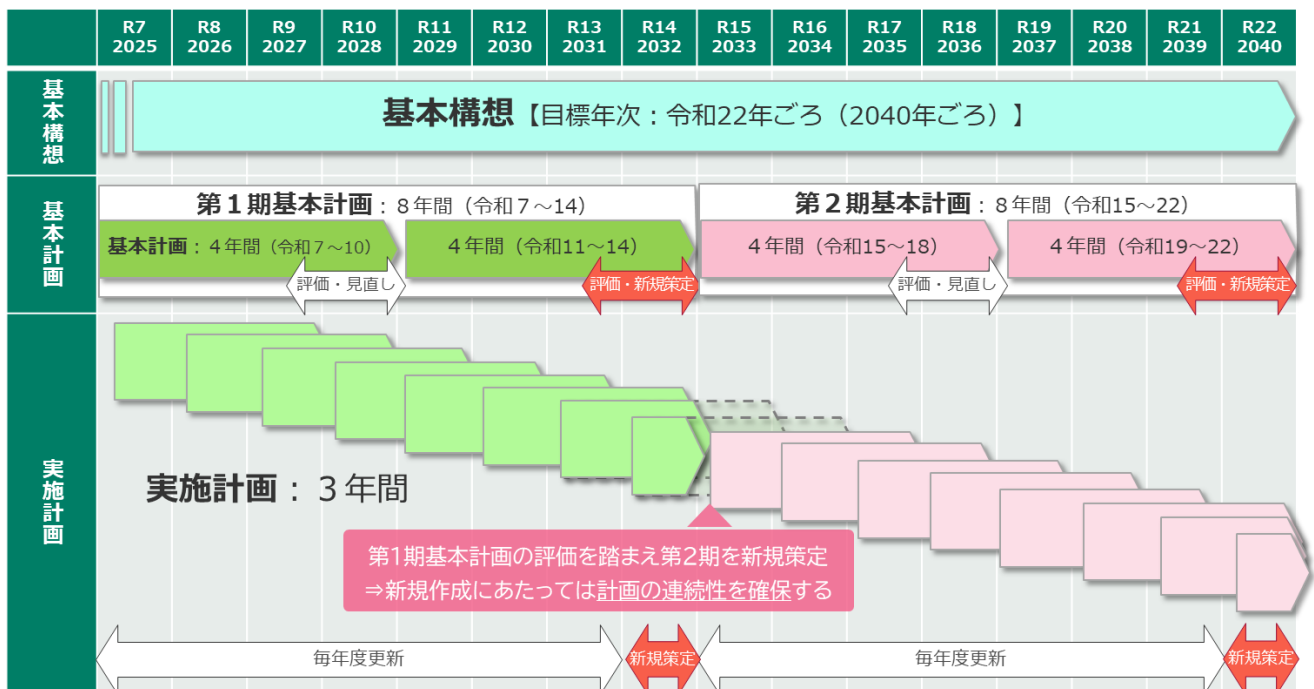 R7 R8 R9 R10 R11 R12 R13 R14 R15 R16 R17 R18 R19 R20 R21 R22
2025 2026 2027 2028 2029 2030 2031 2032 2033 2034 2035 2036 2037 2038 2039 2040
基本構想
基本構想【目標年次：令和22年ごろ（2040年ごろ）】
基本計画
第１期基本計画：８年間（令和７～14）
第２期基本計画：８年間（令和15～22）
基本計画：４年間（令和７～10）
４年間（令和11～14）
４年間（令和15～18）
４年間（令和19～22）
評価・見直し
評価・新規策定
評価・見直し
評価・新規策定
実施計画
実施計画：３年間
第1期基本計画の評価を踏まえ第2期を新規策定
⇒新規作成にあたっては計画の連続性を確保する
毎年度更新
新規策定
毎年度更新
新規策定